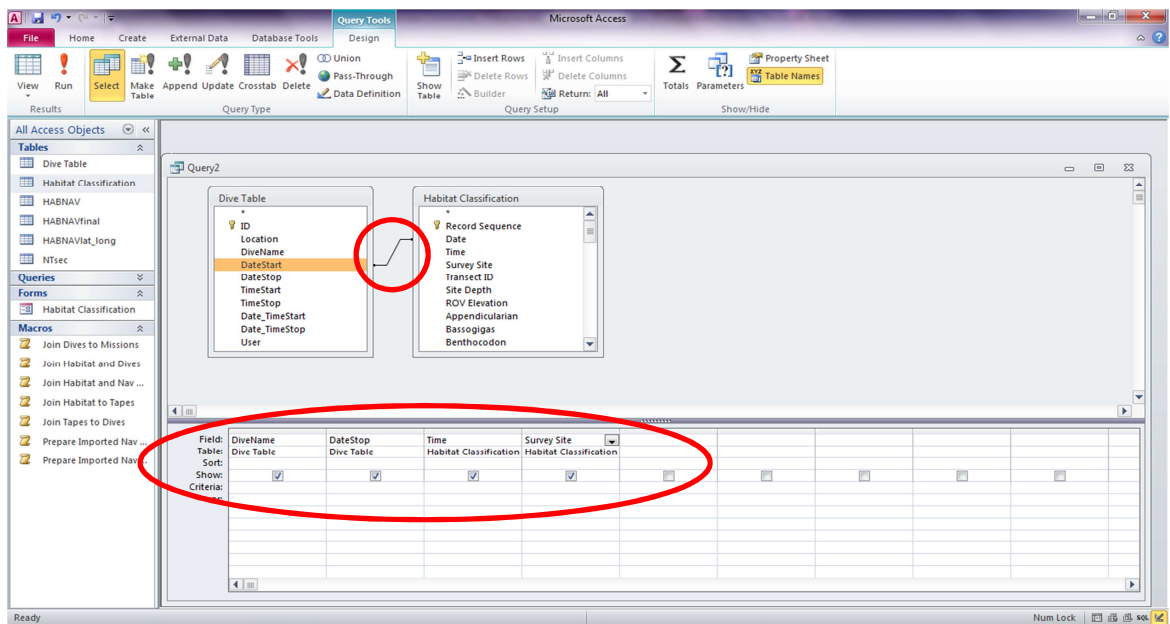 A
Query Tools
Microsoft Access
File Home Create External Data Database Tools Design
View
Run
Select
Make Table
Append Update Crosstab Delete
Union
Pass-Through
Data Definition
Show Table
Insert Rows
Delete Rows
Builder
Insert Columns
Delete Columns
Return: All
Totals
Parameters
Property Sheet
Table Names
Results
Query Type
Query Setup
Show/Hide
All Access Objects
Tables
Dive Table
Habitat Classification
HABNAV
HABNAVfinal
HABNAVlat_long
NTsec
Queries
Forms
Habitat Classification
Macros
Join Dives to Missions
Join Habitat and Dives
Join Habitat and Nav ...
Join Habitat to Tapes
Join Tapes to Dives
Prepare Imported Nav ...
Prepare Imported Nav...
Query2
Dive Table
*
ID
Location
DiveName
DateStart
DateStop
TimeStart
TimeStop
Date_TimeStart
Date_TimeStop
User
Habitat Classification
*
Record Sequence
Date
Time
Survey Site
Transect ID
Site Depth
ROV Elevation
Appendicularian
Bassogigas
Benthocodon
Field: DiveName DateStop Time Survey Site
Table: Dive Table Dive Table Habitat Classification Habitat Classification
Sort:
Show:
Criteria:
Ready
Num Lock
SQL